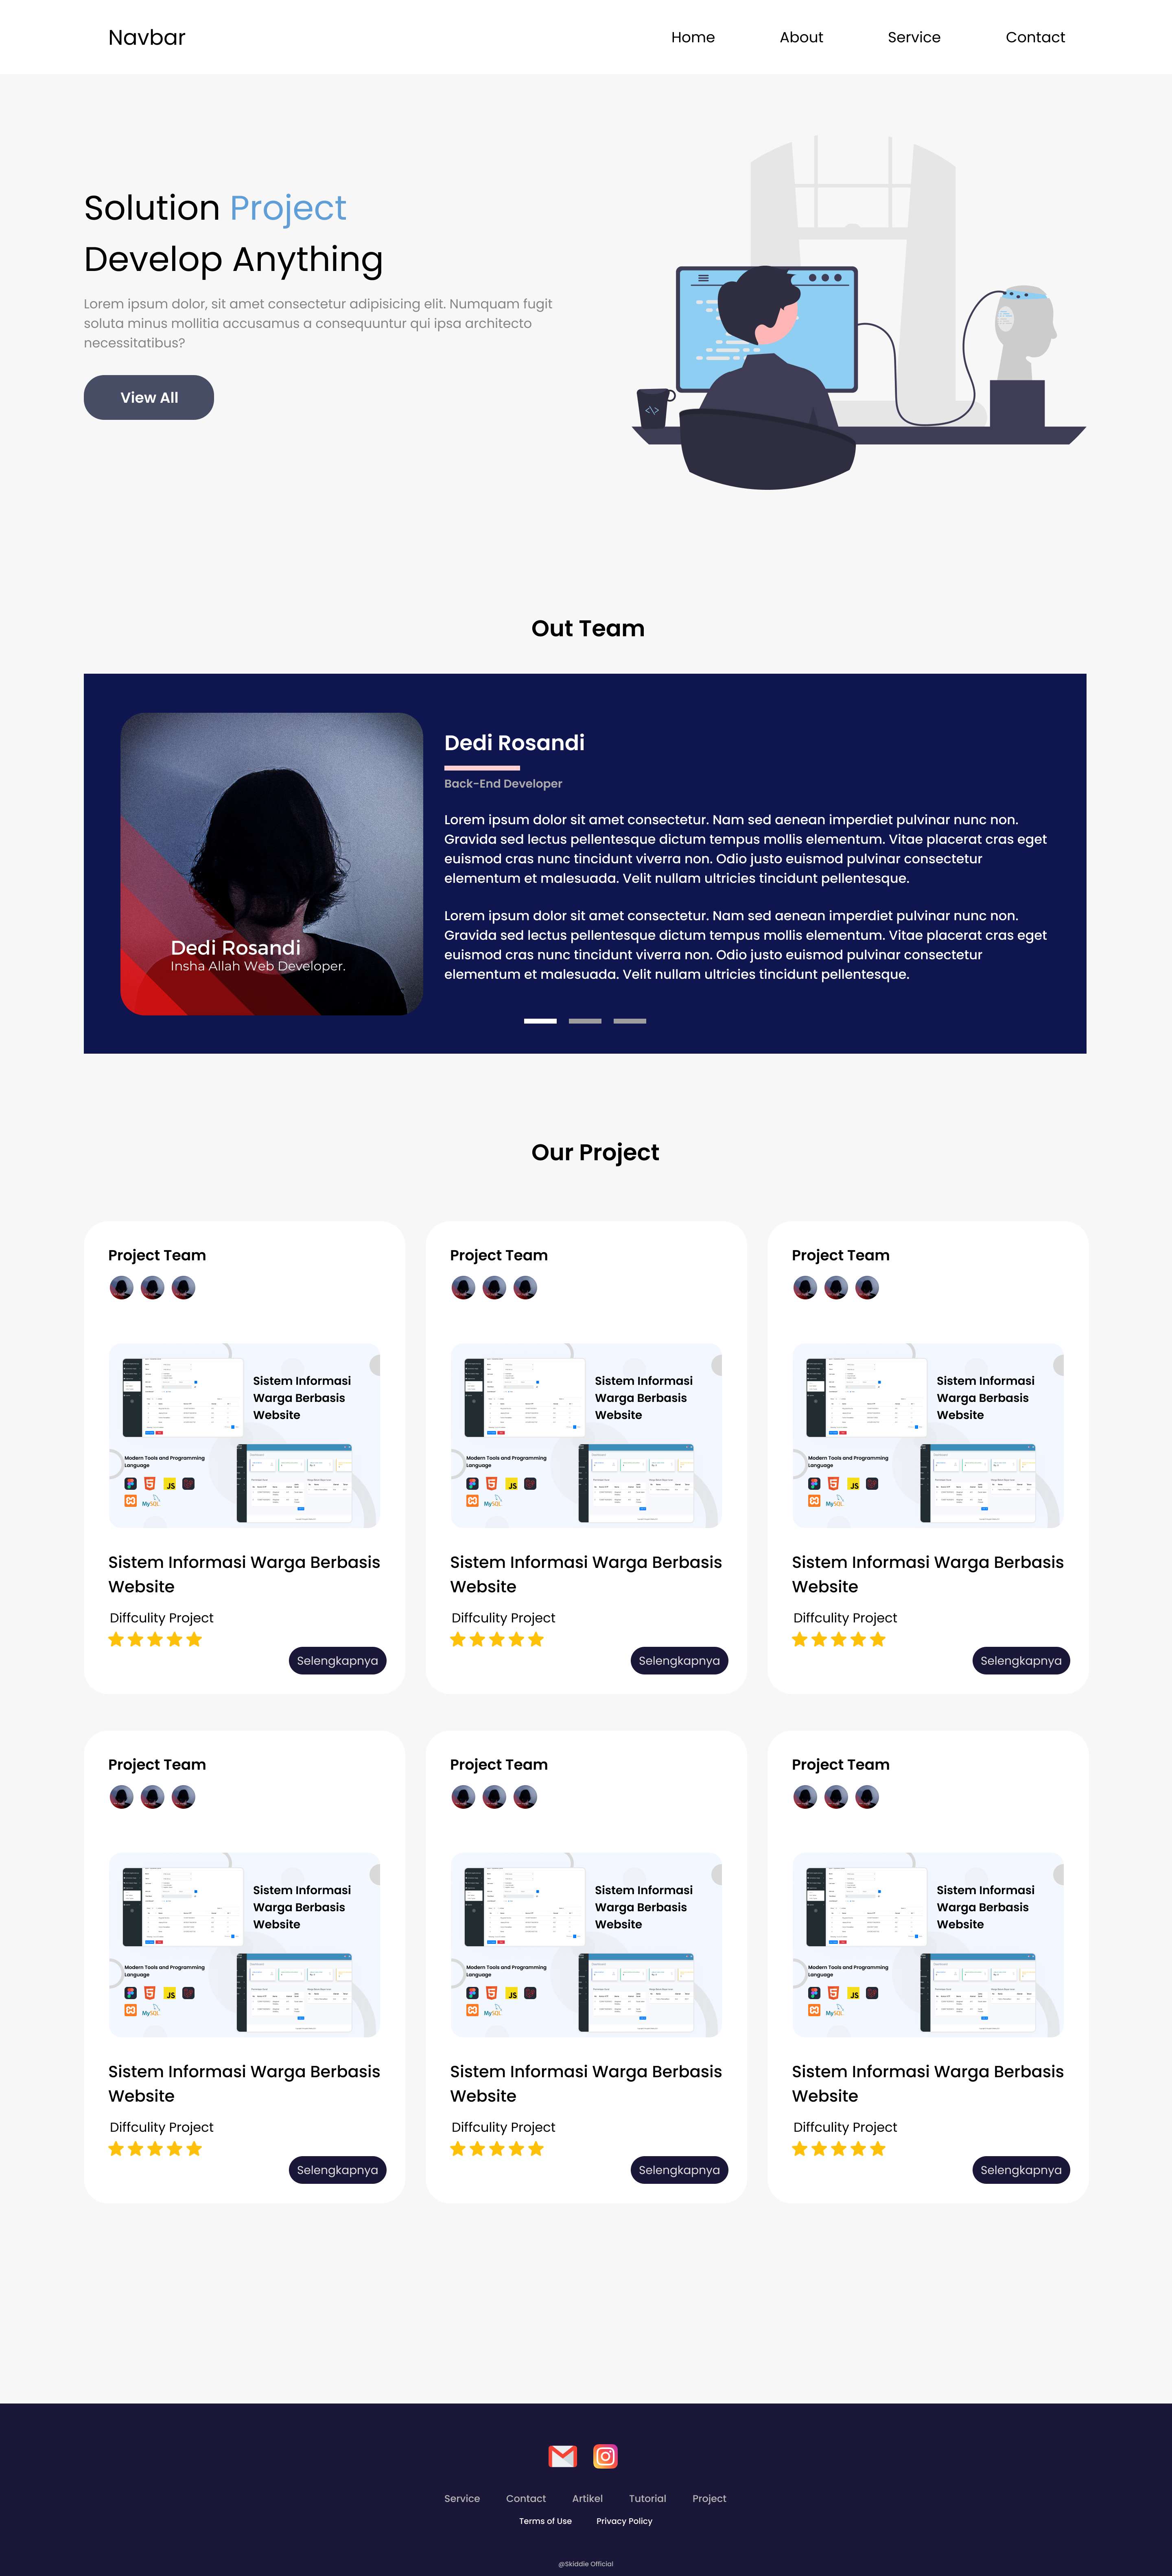 Navbar
Home About Service Contact
Solution Project
Develop Anything
Lorem ipsum dolor, sit amet consectetur adipisicing elit. Numquam fugit
soluta minus mollitia accusamus a consequuntur qui ipsa architecto
necessitatibus?
View All
</>
Out Team
Dedi Rosandi
Insha Allah Web Developer.
Dedi Rosandi
Back-End Developer
Lorem ipsum dolor sit amet consectetur. Nam sed aenean imperdiet pulvinar nunc non.
Gravida sed lectus pellentesque dictum tempus mollis elementum. Vitae placerat cras eget
euismod cras nunc tincidunt viverra non. Odio justo euismod pulvinar consectetur
elementum et malesuada. Velit nullam ultricies tincidunt pellentesque.
Lorem ipsum dolor sit amet consectetur. Nam sed aenean imperdiet pulvinar nunc non.
Gravida sed lectus pellentesque dictum tempus mollis elementum. Vitae placerat cras eget
euismod cras nunc tincidunt viverra non. Odio justo euismod pulvinar consectetur
elementum et malesuada. Velit nullam ultricies tincidunt pellentesque.
Our Project
Project Team
Sistem Informasi
Warga Berbasis
Website
Modern Tools and Programming
Language
JS
MySQL
Sistem Informasi Warga Berbasis
Website
Diffculity Project
Selengkapnya
Project Team
Sistem Informasi
Warga Berbasis
Website
Modern Tools and Programming
Language
JS
MySQL
Sistem Informasi Warga Berbasis
Website
Diffculity Project
Selengkapnya
Project Team
Sistem Informasi
Warga Berbasis
Website
Modern Tools and Programming
Language
JS
MySQL
Sistem Informasi Warga Berbasis
Website
Diffculity Project
Selengkapnya
Project Team
Sistem Informasi
Warga Berbasis
Website
Modern Tools and Programming
Language
JS
MySQL
Sistem Informasi Warga Berbasis
Website
Diffculity Project
Selengkapnya
Project Team
Sistem Informasi
Warga Berbasis
Website
Modern Tools and Programming
Language
JS
MySQL
Sistem Informasi Warga Berbasis
Website
Diffculity Project
Selengkapnya
Project Team
Sistem Informasi
Warga Berbasis
Website
Modern Tools and Programming
Language
JS
MySQL
Sistem Informasi Warga Berbasis
Website
Diffculity Project
Selengkapnya
Service Contact Artikel Tutorial Project
Terms of Use Privacy Policy
@Skiddie Official